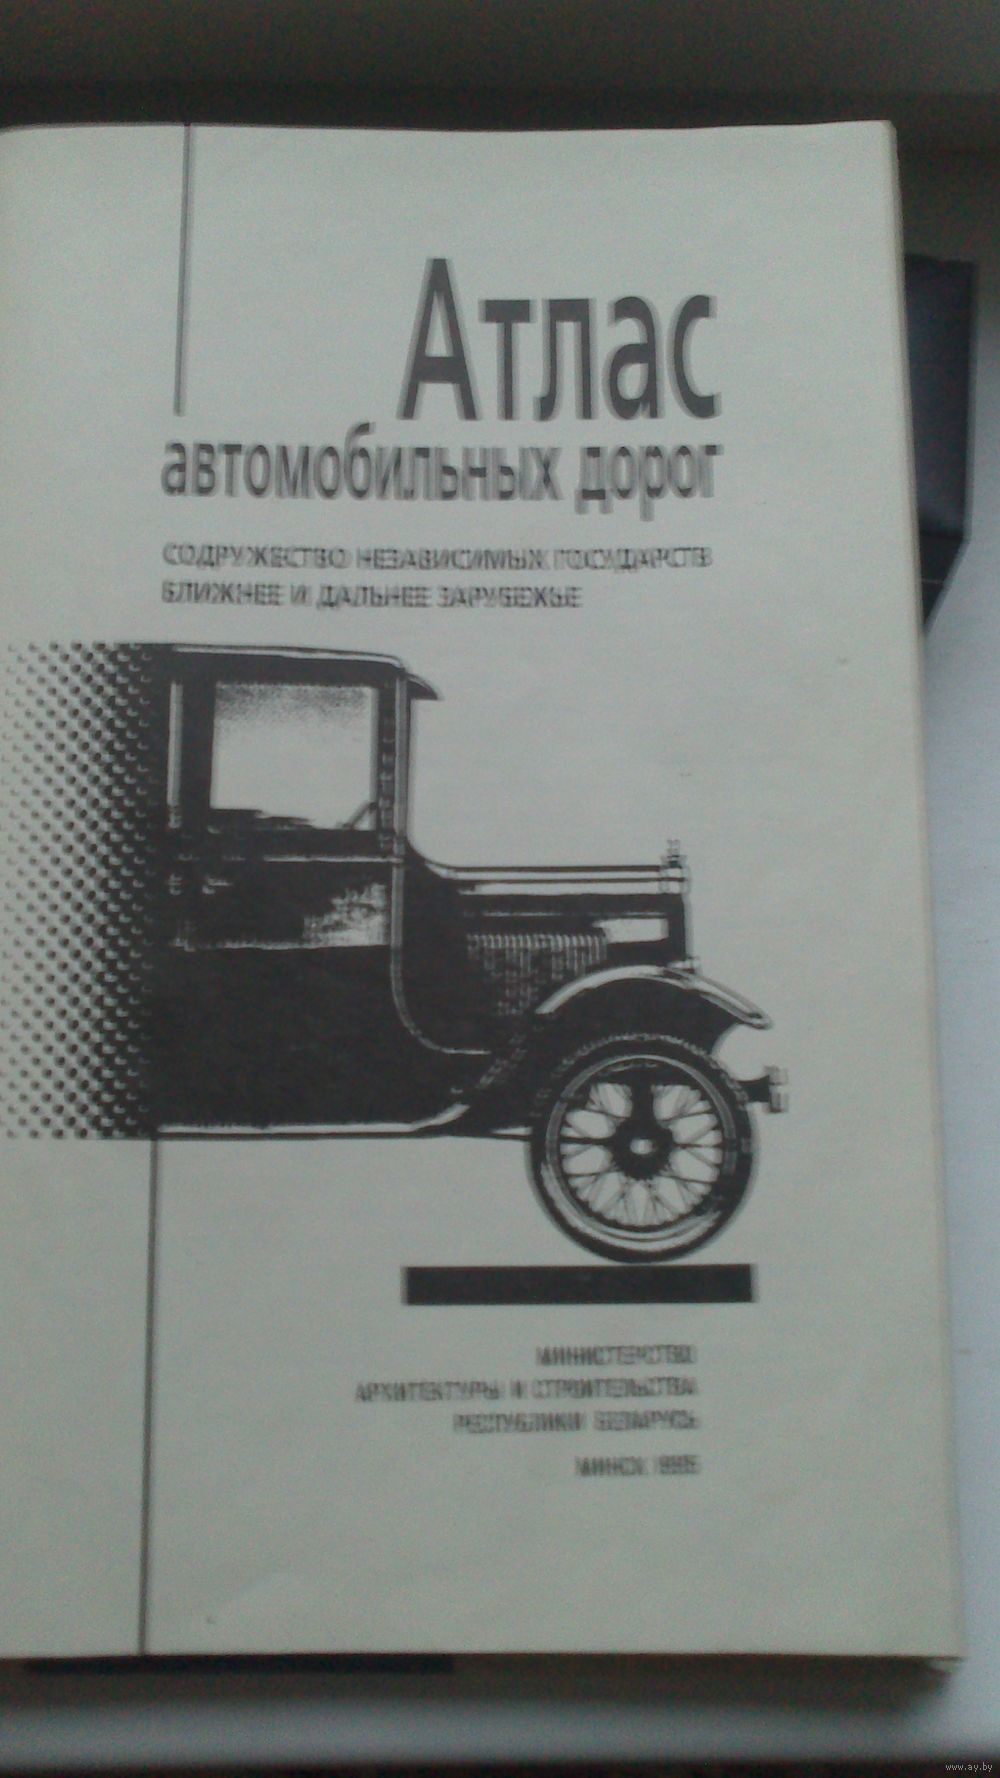 Атлас
автомобильных дорог
СОДРУЖЕСТВО НЕЗАВИСИМЫХ ГОСУДАРСТВ
БЛИЖНЕЕ И ДАЛЬНЕЕ ЗАРУБЕЖЬЕ
МИНИСТЕРСТВО
АРХИТЕКТУРЫ И СТРОИТЕЛЬСТВА
РЕСПУБЛИКИ БЕЛАРУСЬ
МИНСК
www.ay.by